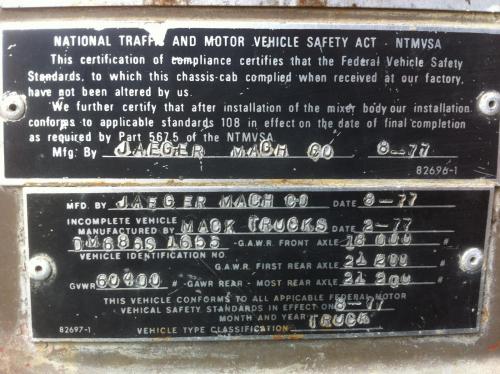 NATIONAL TRAFFIC AND MOTOR VEHICLE SAFETY ACT - NTMVSA
This certification of compliance certifies that the Federal Vehicle Safety
Standards, to which this chassis-cab complied when received at our factory,
have not been altered by us.
We further certify that after installation of the mixer body our installation
conforms to applicable standards 108 in effect on the date of final completion
as required by Part 567.5 of the NTMVSA
Mfg. By JAEGER MACH CO 8-77
82696-1
MFD. BY JAEGER MACH CO DATE 8-77
INCOMPLETE VEHICLE
MANUFACTURED BY MACK TRUCKS DATE 2-77
-G.A.W.R. FRONT AXLE 18 000 #
VEHICLE IDENTIFICATION NO.
G.A.W.R. FIRST REAR AXLE 21 200 #
GVWR 60400 # -GAWR REAR - MOST REAR AXLE 21 200 #
THIS VEHICLE CONFORMS TO ALL APPLICABLE FEDERAL MOTOR
VEHICAL SAFETY STANDARDS IN EFFECT ON 8-77
MONTH AND YEAR
82697-1 VEHICLE TYPE CLASSIFICATION TRUCK